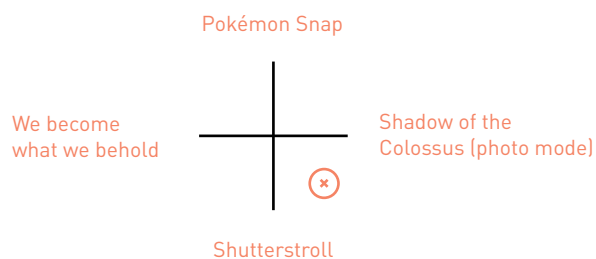 Pokémon Snap
We become
what we behold
Shadow of the
Colossus (photo mode)
Shutterstroll